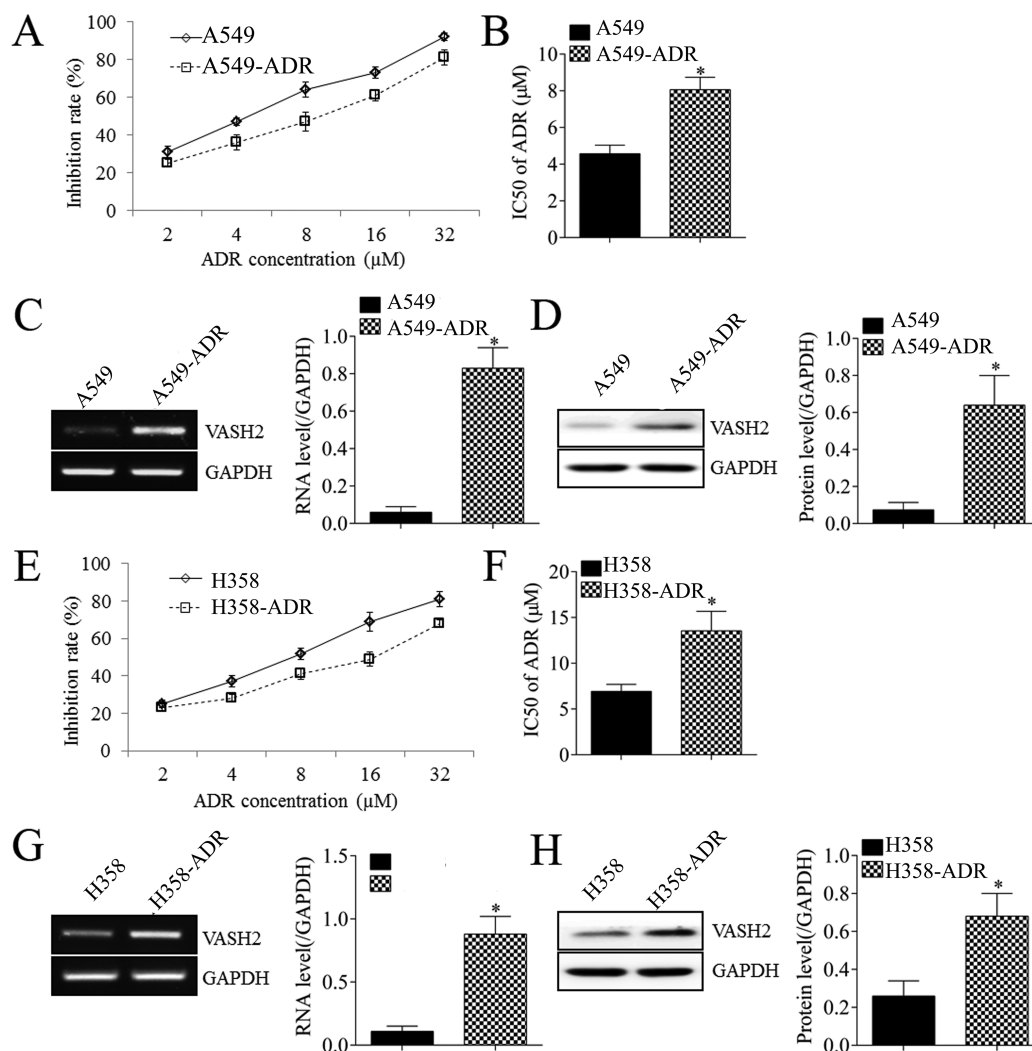 A
100
80
60
40
20
0
Inhibition rate (%)
A549
A549-ADR
2 4 8 16 32
ADR concentration (µM)
B
A549
A549-ADR
10
8
6
4
2
0
IC50 of ADR (µM)
*
C
A549 A549-ADR
VASH2
GAPDH
A549
A549-ADR
1.0
0.8
0.6
0.4
0.2
0.0
RNA level(/GAPDH)
*
D
A549 A549-ADR
VASH2
GAPDH
A549
A549-ADR
1.0
0.8
0.6
0.4
0.2
0.0
Protein level(/GAPDH)
*
E
100
80
60
40
20
0
Inhibition rate (%)
H358
H358-ADR
2 4 8 16 32
ADR concentration (µM)
F
H358
H358-ADR
20
15
10
5
0
IC50 of ADR (µM)
*
G
H358 H358-ADR
VASH2
GAPDH
1.5
1.0
0.5
0.0
RNA level(/GAPDH)
*
H
H358 H358-ADR
VASH2
GAPDH
H358
H358-ADR
1.0
0.8
0.6
0.4
0.2
0.0
Protein level(/GAPDH)
*